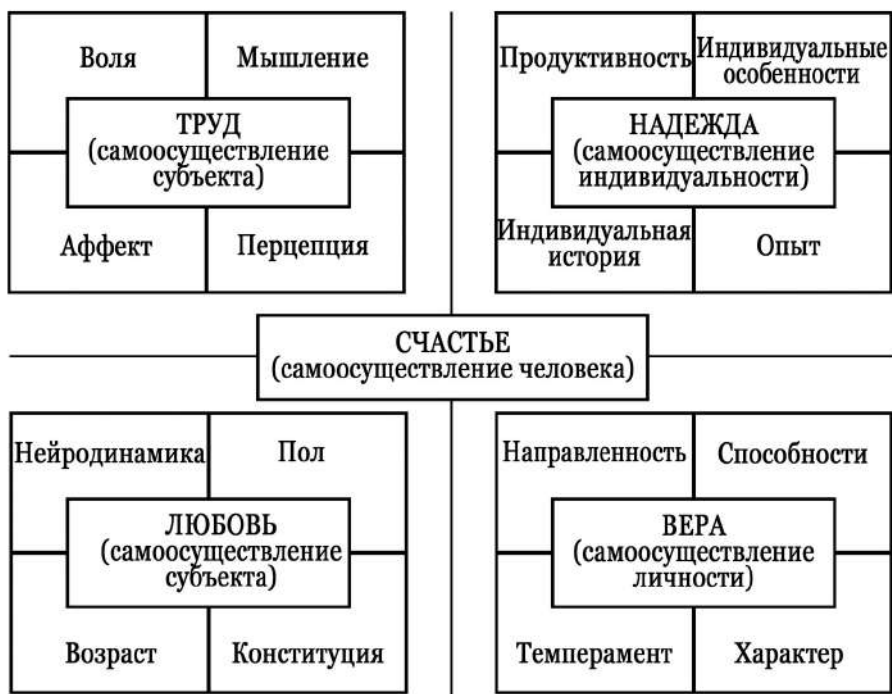 Воля
Мышление
ТРУД
(самоосуществление
субъекта)
Аффект
Перцепция
Продуктивность
Индивидуальные
особенности
НАДЕЖДА
(самоосуществление
индивидуальности)
Индивидуальная
история
Опыт
СЧАСТЬЕ
(самоосуществление человека)
Нейродинамика
Пол
ЛЮБОВЬ
(самоосуществление
субъекта)
Возраст
Конституция
Направленность
Способности
ВЕРА
(самоосуществление
личности)
Темперамент
Характер